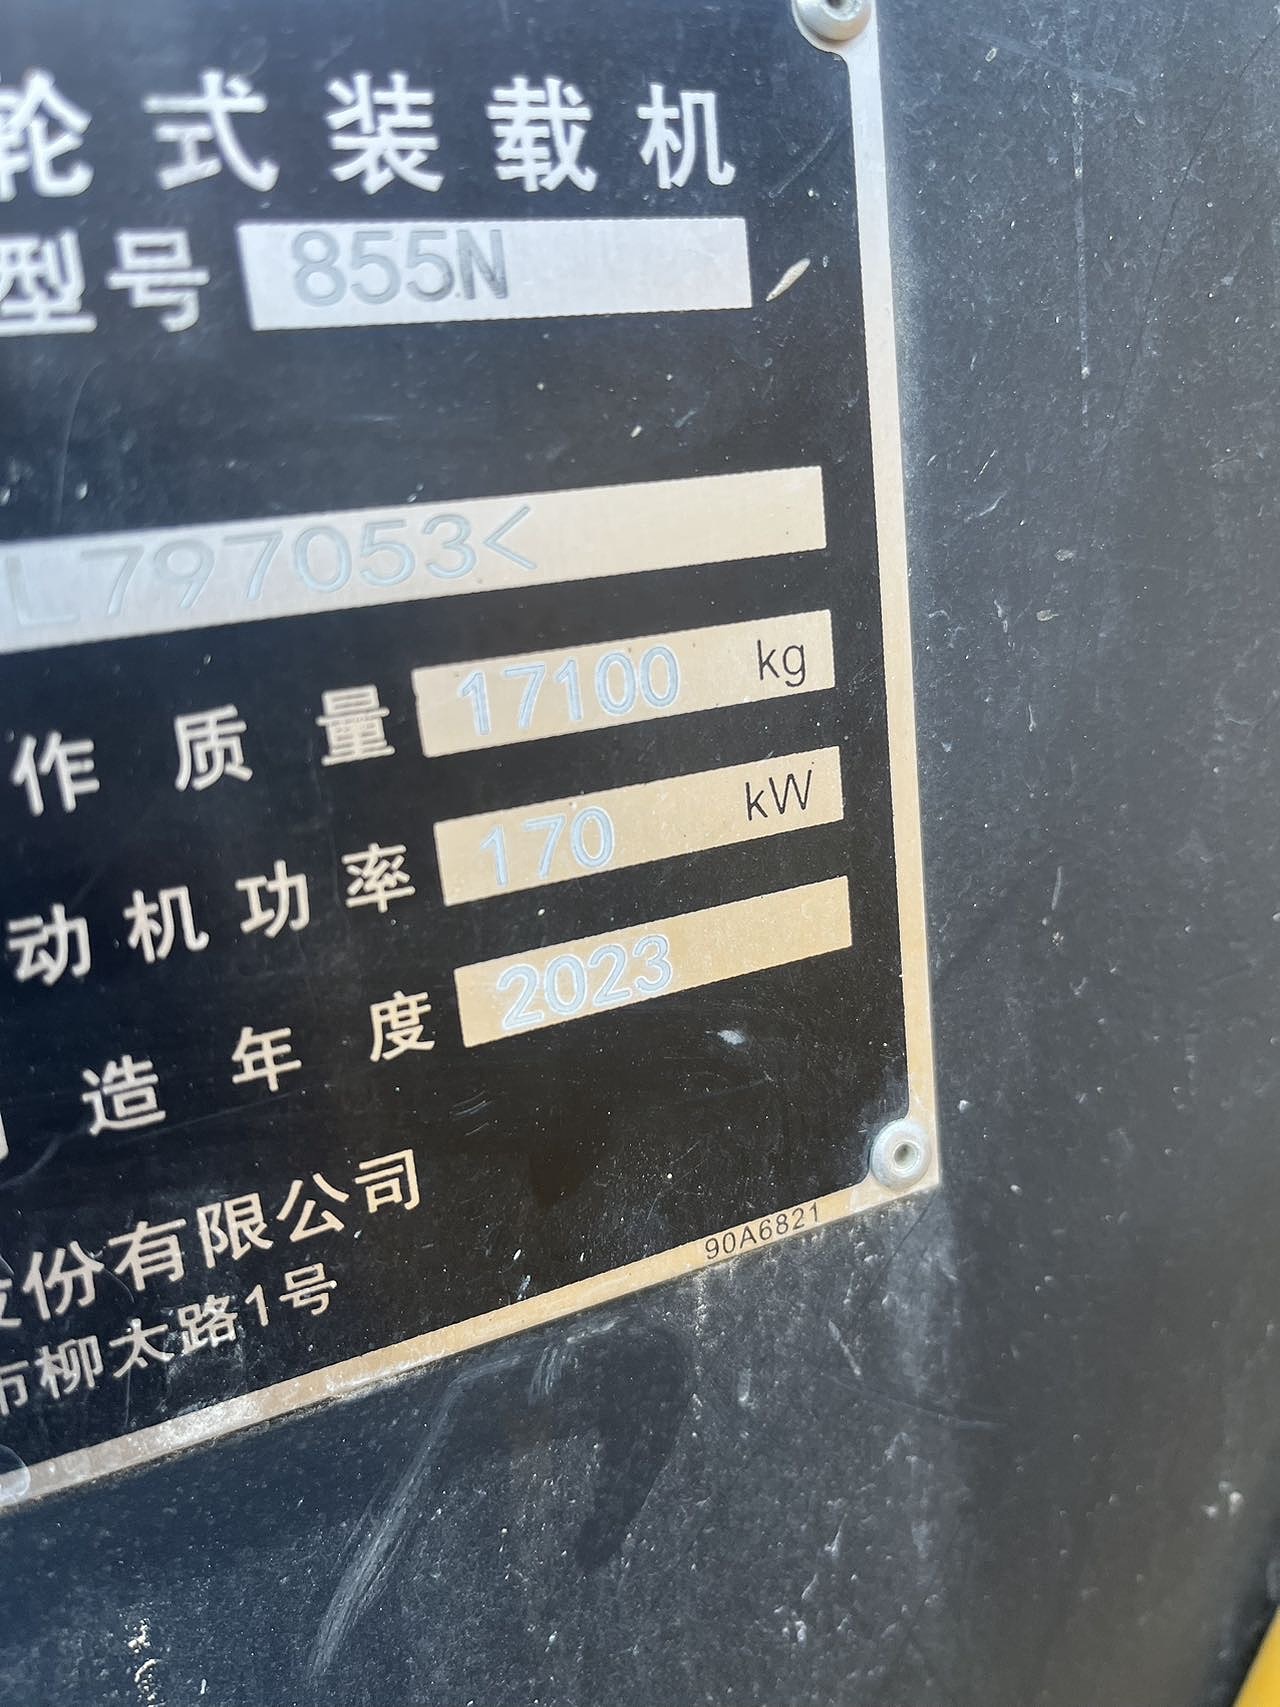 轮式装载机
型号 855N
L797053<
作质量 17100 kg
动机功率 170 kW
造年度 2023
份有限公司
市柳太路1号
90A6821